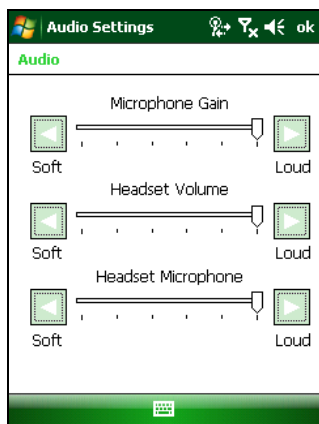 Audio Settings ok
Audio
Microphone Gain
Soft Loud
Headset Volume
Soft Loud
Headset Microphone
Soft Loud